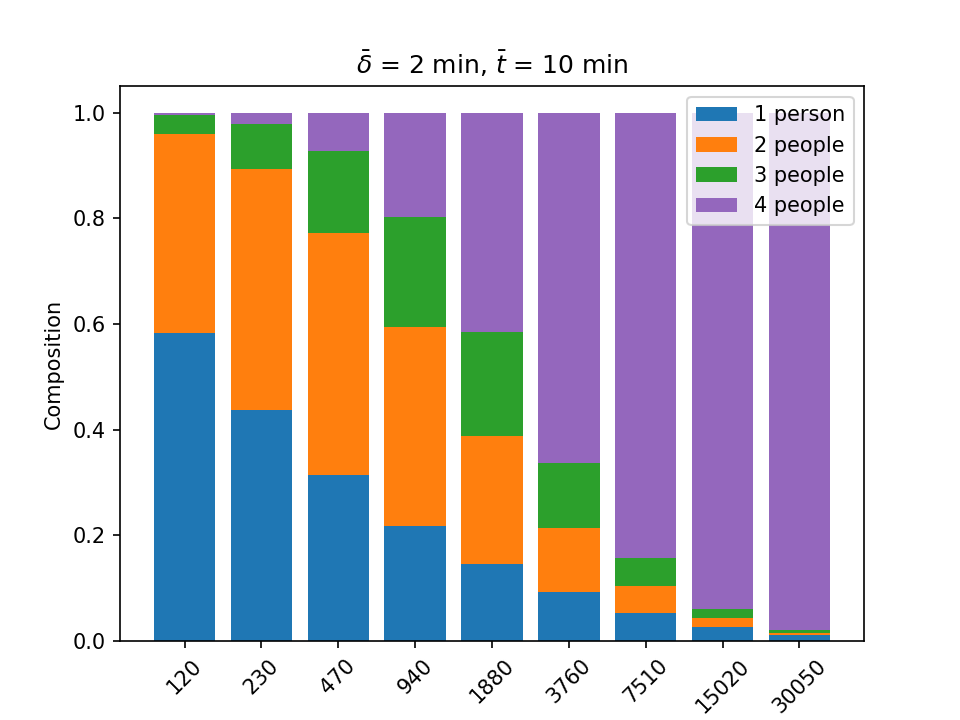 δ̄ = 2 min, t̄ = 10 min
1.0
0.8
0.6
0.4
0.2
0.0
Composition
1 person
2 people
3 people
4 people
120
230
470
940
1880
3760
7510
15020
30050